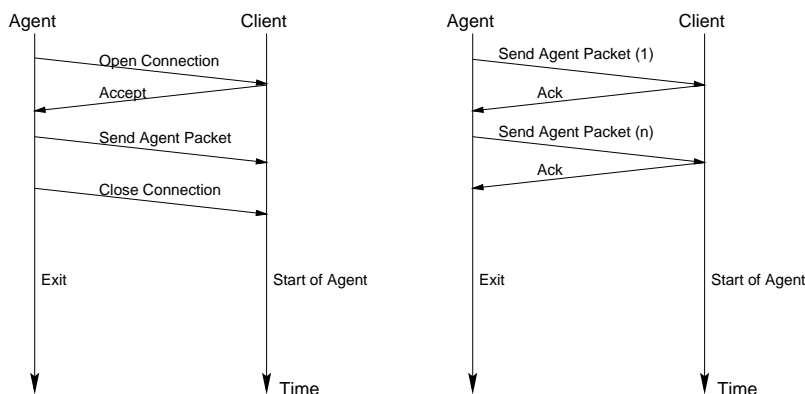 Agent
Client
Open Connection
Accept
Send Agent Packet
Close Connection
Exit
Start of Agent
Time
Agent
Client
Send Agent Packet (1)
Ack
Send Agent Packet (n)
Ack
Exit
Start of Agent
Time